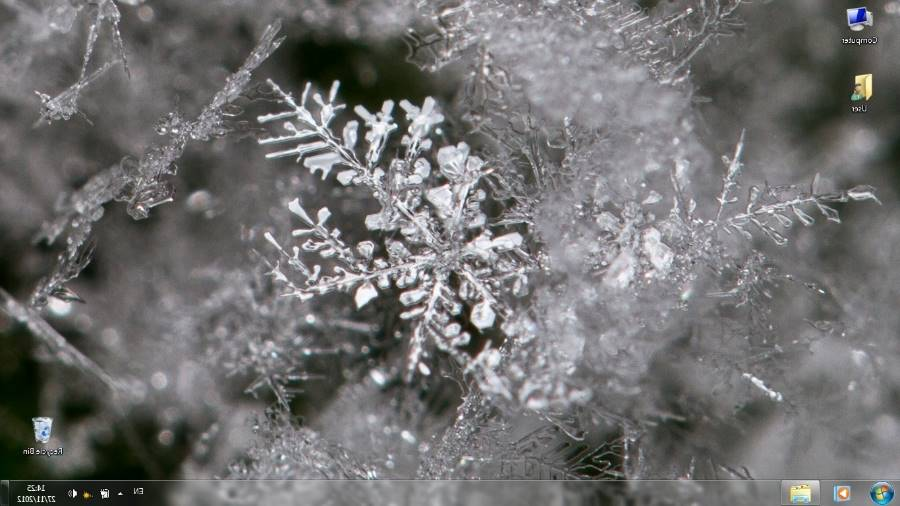 Computer
User
Recycle Bin
EN
14:25
27/11/2012